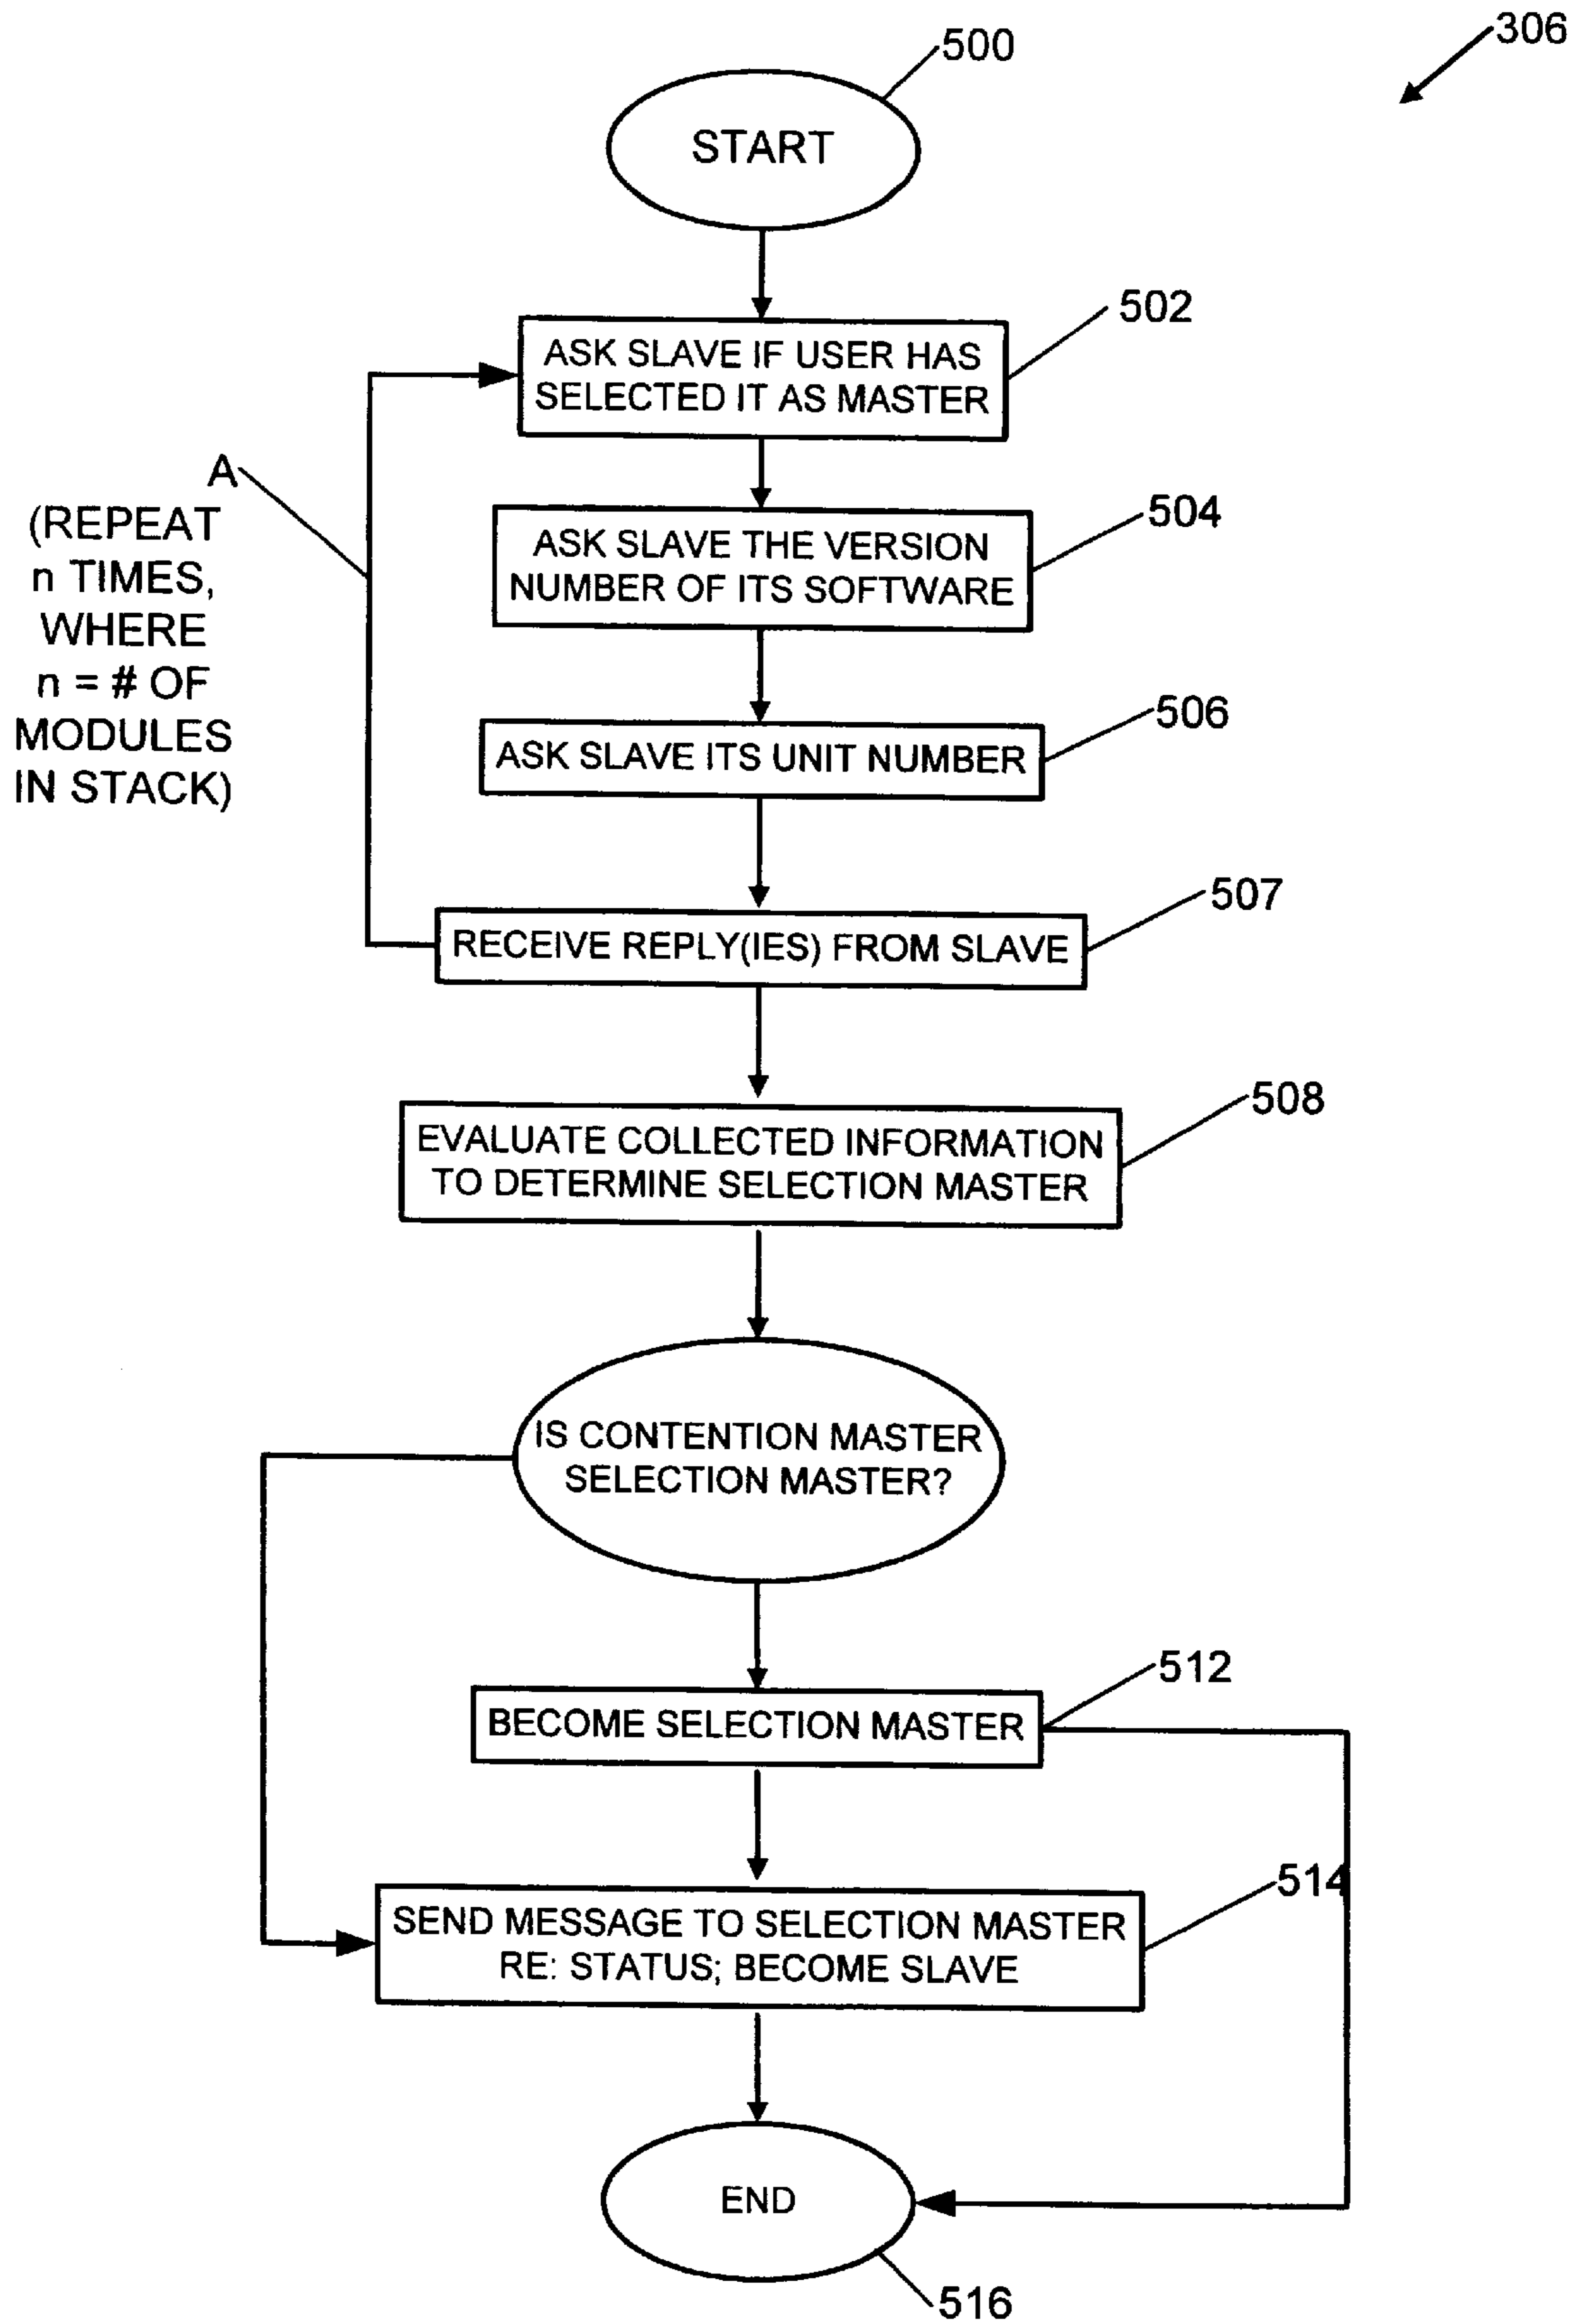 306
500
START
502
ASK SLAVE IF USER HAS
SELECTED IT AS MASTER
A
(REPEAT
n TIMES,
WHERE
n = # OF
MODULES
IN STACK)
504
ASK SLAVE THE VERSION
NUMBER OF ITS SOFTWARE
506
ASK SLAVE ITS UNIT NUMBER
507
RECEIVE REPLY(IES) FROM SLAVE
508
EVALUATE COLLECTED INFORMATION
TO DETERMINE SELECTION MASTER
IS CONTENTION MASTER
SELECTION MASTER?
512
BECOME SELECTION MASTER
514
SEND MESSAGE TO SELECTION MASTER
RE: STATUS; BECOME SLAVE
END
516